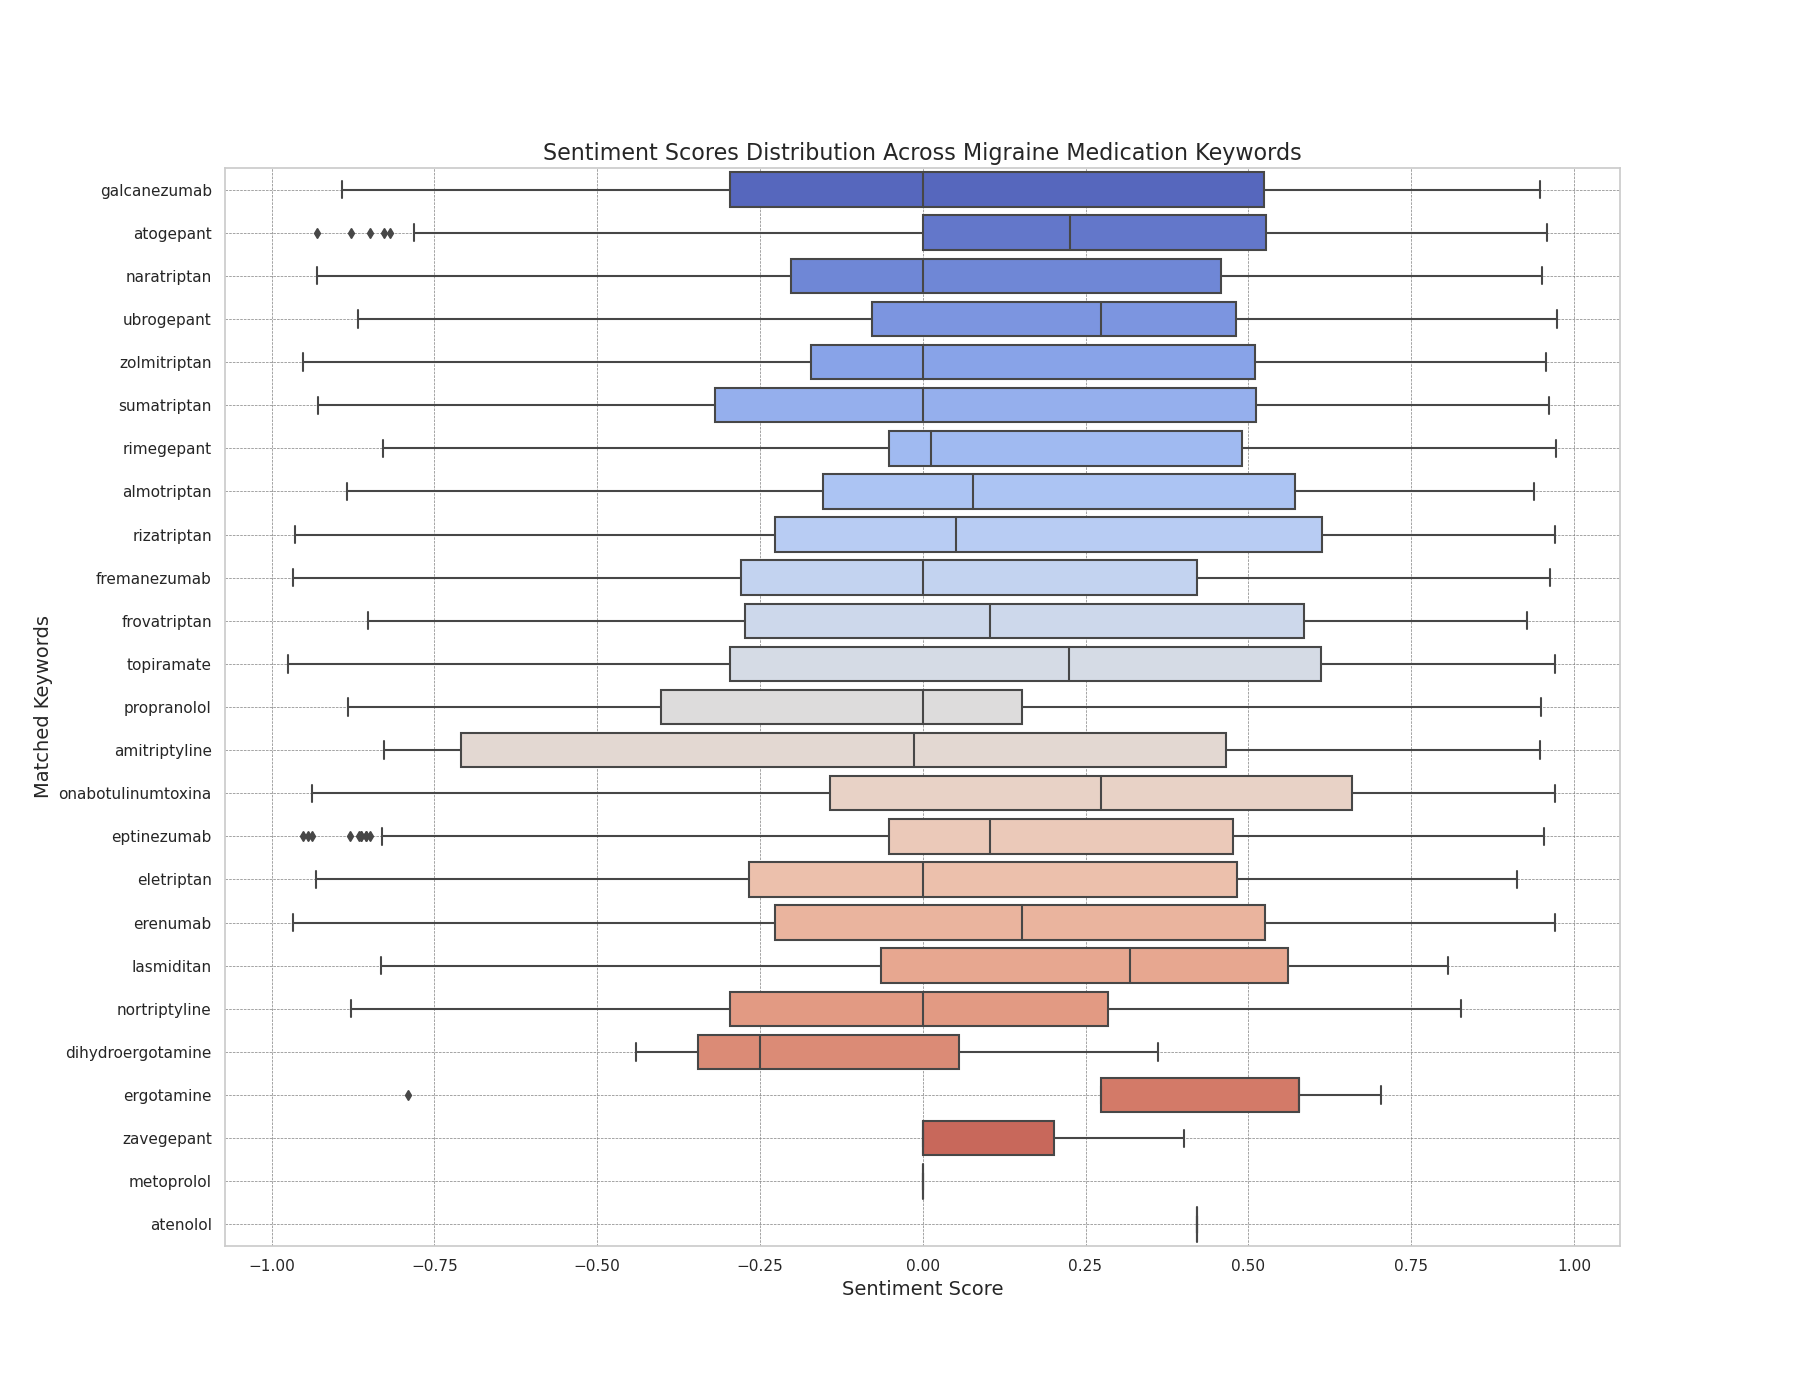 Sentiment Scores Distribution Across Migraine Medication Keywords
Matched Keywords
galcanezumab
atogepant
naratriptan
ubrogepant
zolmitriptan
sumatriptan
rimegepant
almotriptan
rizatriptan
fremanezumab
frovatriptan
topiramate
propranolol
amitriptyline
onabotulinumtoxina
eptinezumab
eletriptan
erenumab
lasmiditan
nortriptyline
dihydroergotamine
ergotamine
zavegepant
metoprolol
atenolol
−1.00 −0.75 −0.50 −0.25 0.00 0.25 0.50 0.75 1.00
Sentiment Score